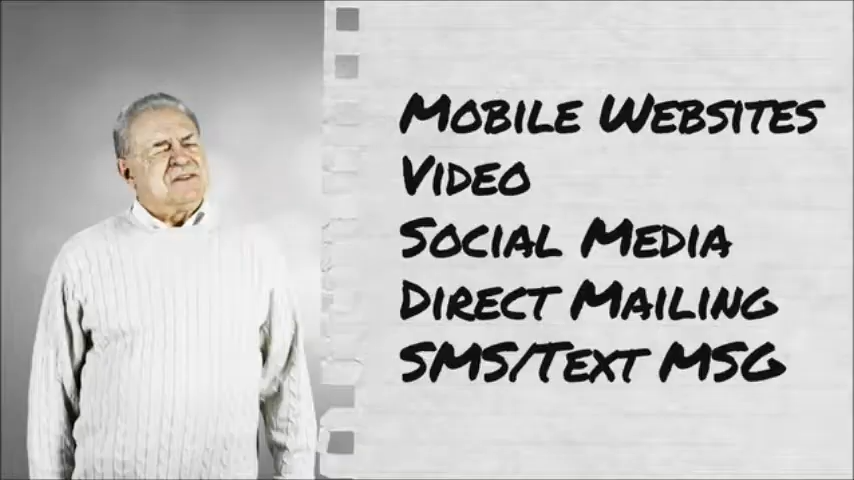 Mobile Websites
Video
Social Media
Direct Mailing
SMS/Text MSG